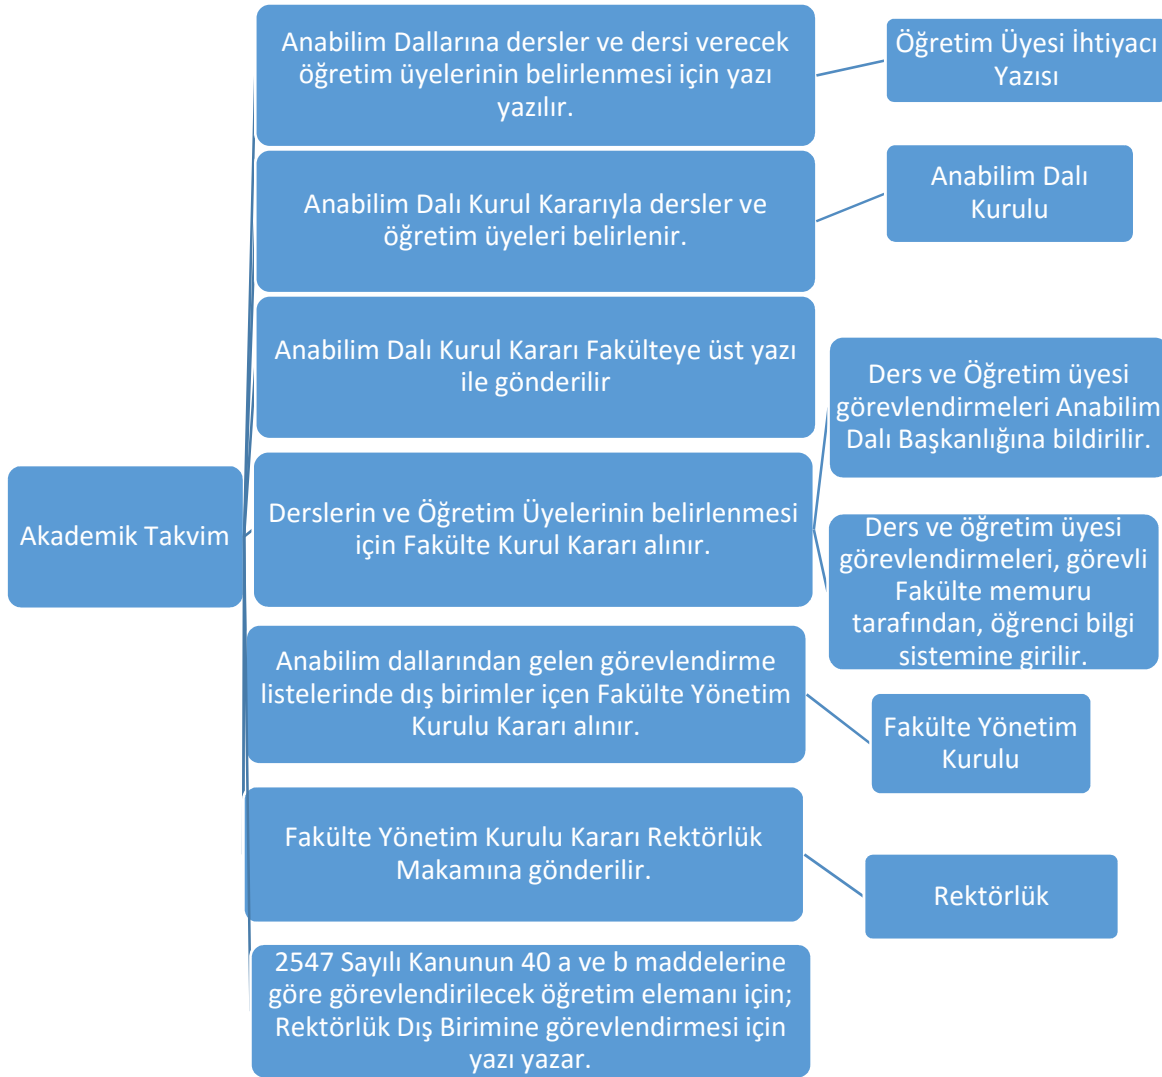 Anabilim Dallarına dersler ve dersi verecek
öğretim üyelerinin belirlenmesi için yazı
yazılır.
Öğretim Üyesi İhtiyacı
Yazısı
Anabilim Dalı Kurul Kararıyla dersler ve
öğretim üyeleri belirlenir.
Anabilim Dalı
Kurulu
Anabilim Dalı Kurul Kararı Fakülteye üst yazı
ile gönderilir
Akademik Takvim
Derslerin ve Öğretim Üyelerinin belirlenmesi
için Fakülte Kurul Kararı alınır.
Ders ve Öğretim üyesi
görevlendirmeleri Anabilim
Dalı Başkanlığına bildirilir.
Ders ve öğretim üyesi
görevlendirmeleri, görevli
Fakülte memuru
tarafından, öğrenci bilgi
sistemine girilir.
Anabilim dallarından gelen görevlendirme
listelerinde dış birimler içen Fakülte Yönetim
Kurulu Kararı alınır.
Fakülte Yönetim
Kurulu
Fakülte Yönetim Kurulu Kararı Rektörlük
Makamına gönderilir.
Rektörlük
2547 Sayılı Kanunun 40 a ve b maddelerine
göre görevlendirilecek öğretim elemanı için;
Rektörlük Dış Birimine görevlendirmesi için
yazı yazar.